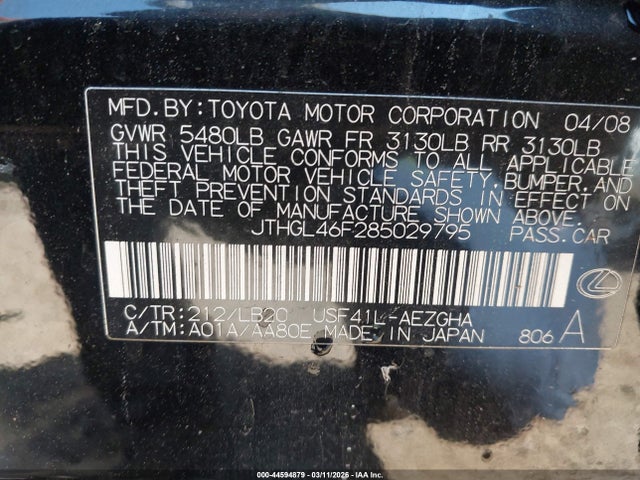 MFD.BY:TOYOTA MOTOR CORPORATION 04/08
GVWR 5480LB GAWR FR 3130LB RR 3130LB
THIS VEHICLE CONFORMS TO ALL APPLICABLE
FEDERAL MOTOR VEHICLE SAFETY,BUMPER,AND
THEFT PREVENTION STANDARDS IN EFFECT ON
THE DATE OF MANUFACTURE SHOWN ABOVE.
JTHGL46F285029795 PASS.CAR
C/TR:212/LB20 USF41L-AEZGHA
A/TM:A01A/AA80E MADE IN JAPAN 806 A
000-44594879 - 03/11/2026 - IAA Inc.